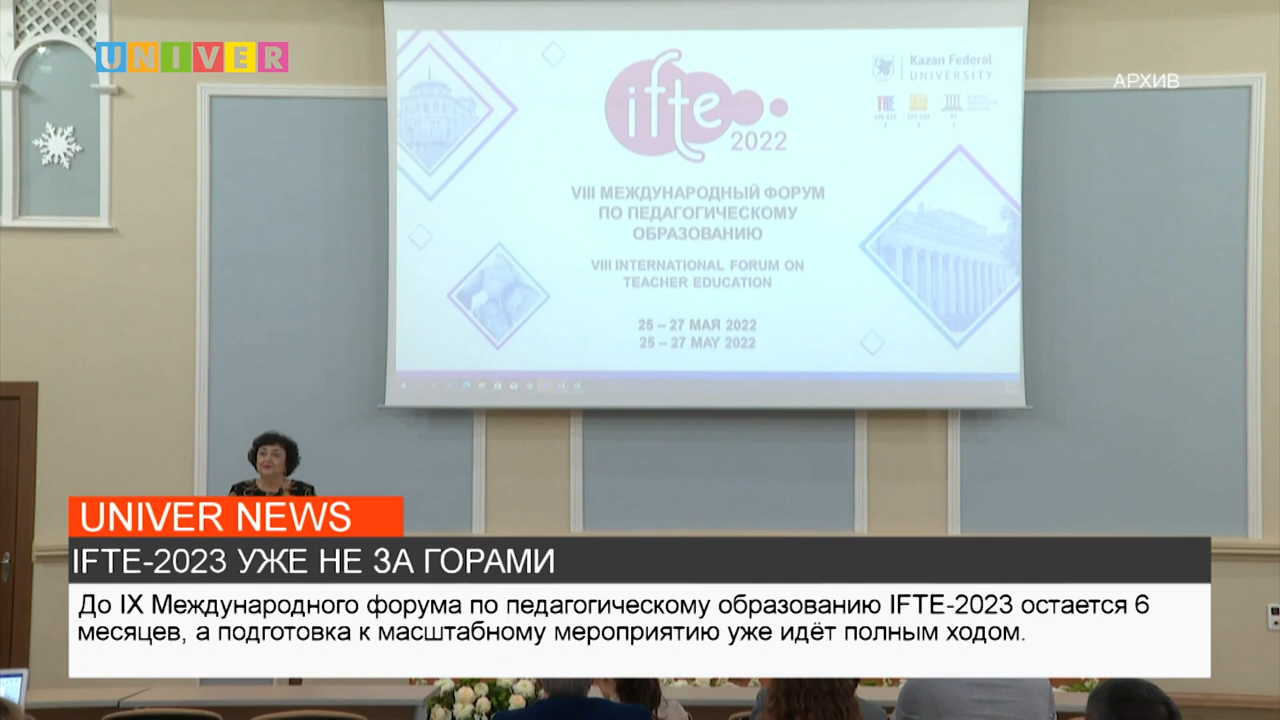 UNIVER
АРХИВ
ifte
2022
Kazan Federal
UNIVERSITY
VIII МЕЖДУНАРОДНЫЙ ФОРУМ
ПО ПЕДАГОГИЧЕСКОМУ
ОБРАЗОВАНИЮ
VIII INTERNATIONAL FORUM ON
TEACHER EDUCATION
25 – 27 МАЯ 2022
25 – 27 MAY 2022
UNIVER NEWS
IFTE-2023 УЖЕ НЕ ЗА ГОРАМИ
До IX Международного форума по педагогическому образованию IFTE-2023 остается 6
месяцев, а подготовка к масштабному мероприятию уже идёт полным ходом.